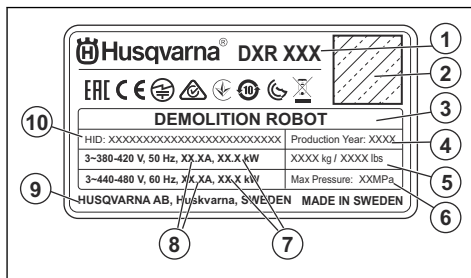 Husqvarna® DXR XXX
EAC CE 10
DEMOLITION ROBOT
HID: XXXXXXXXXXXXXXXXXXXXXXXXX Production Year: XXXX
3~380-420 V, 50 Hz, XX.XA, XX.X kW XXXX kg / XXXX lbs
3~440-480 V, 60 Hz, XX.XA, XX.X kW Max Pressure: XXMPa
HUSQVARNA AB, Huskvarna, SWEDEN MADE IN SWEDEN
1
2
3
4
5
6
7
8
9
10